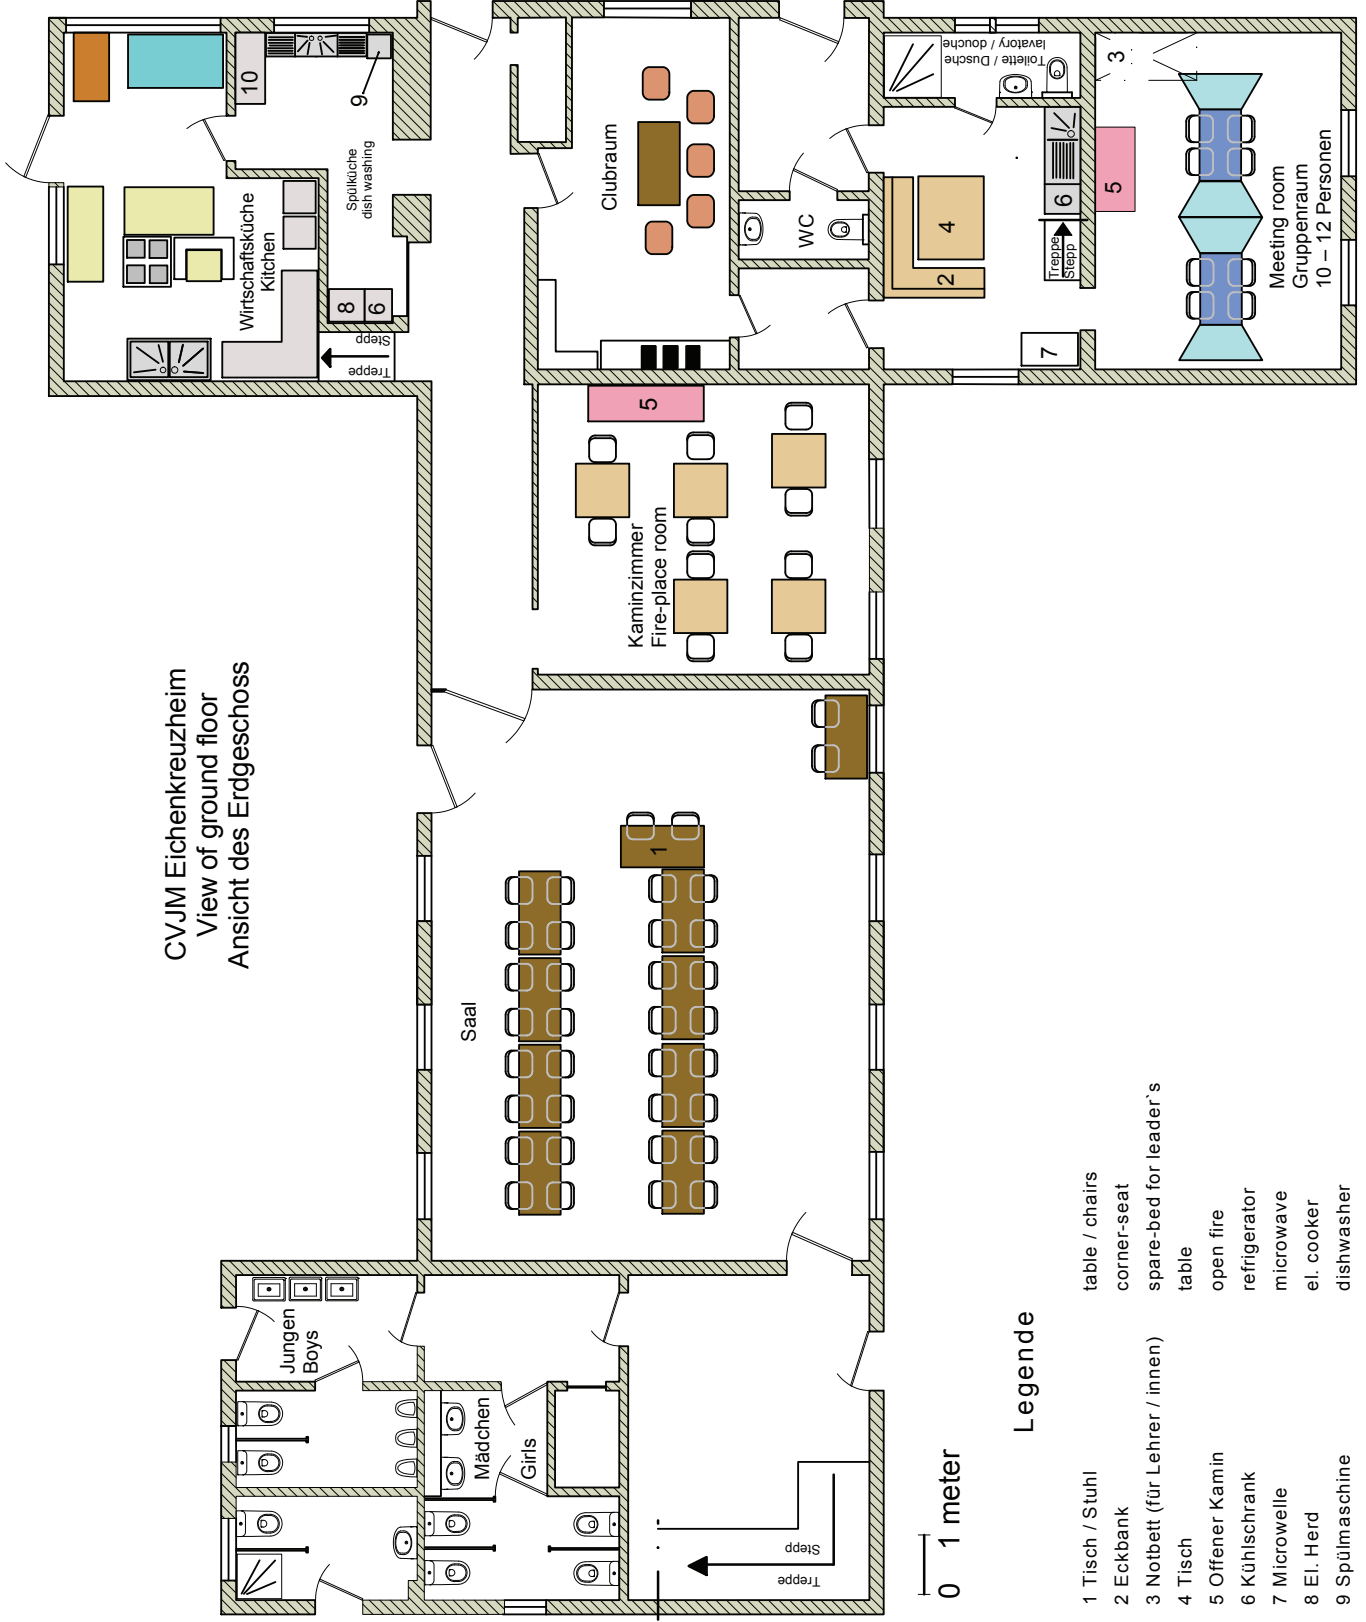 CVJM Eichenkreuzheim
View of ground floor
Ansicht des Erdgeschoss
Wirtschaftsküche
Kitchen
Spülküche
dish washing
10
9
8
6
Treppe
Stepp
Clubraum
WC
Toilette / Dusche
lavatory / douche
3
5
6
Treppe
Stepp
4
2
7
Meeting room
Gruppenraum
10 – 12 Personen
5
Kaminzimmer
Fire-place room
Saal
1
Jungen
Boys
Mädchen
Girls
Treppe
Stepp
0 1 meter
Legende
1 Tisch / Stuhl table / chairs
2 Eckbank corner-seat
3 Notbett (für Lehrer / innen) spare-bed for leader`s
4 Tisch table
5 Offener Kamin open fire
6 Kühlschrank refrigerator
7 Microwelle microwave
8 El. Herd el. cooker
9 Spülmaschine dishwasher